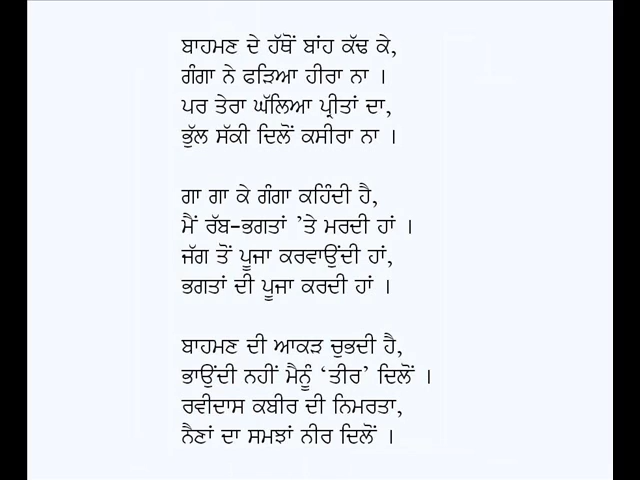 ਬਾਹਮਣ ਦੇ ਹੱਥੋਂ ਬਾਂਹ ਕੱਢ ਕੇ,
ਗੰਗਾ ਨੇ ਫੜਿਆ ਹੀਰਾ ਨਾ ।
ਪਰ ਤੇਰਾ ਘੱਲਿਆ ਪ੍ਰੀਤਾਂ ਦਾ,
ਭੁੱਲ ਸੱਕੀ ਦਿਲੋਂ ਕਸੀਰਾ ਨਾ ।
ਗਾ ਗਾ ਕੇ ਗੰਗਾ ਕਹਿੰਦੀ ਹੈ,
ਮੈਂ ਰੱਬ-ਭਗਤਾਂ ’ਤੇ ਮਰਦੀ ਹਾਂ ।
ਜੱਗ ਤੋਂ ਪੂਜਾ ਕਰਵਾਉਂਦੀ ਹਾਂ,
ਭਗਤਾਂ ਦੀ ਪੂਜਾ ਕਰਦੀ ਹਾਂ ।
ਬਾਹਮਣ ਦੀ ਆਕੜ ਚੁਭਦੀ ਹੈ,
ਭਾਉਂਦੀ ਨਹੀਂ ਮੈਨੂੰ ‘ਤੀਰ’ ਦਿਲੋਂ ।
ਰਵੀਦਾਸ ਕਬੀਰ ਦੀ ਨਿਮਰਤਾ,
ਨੈਣਾਂ ਦਾ ਸਮਝਾਂ ਨੀਰ ਦਿਲੋਂ ।